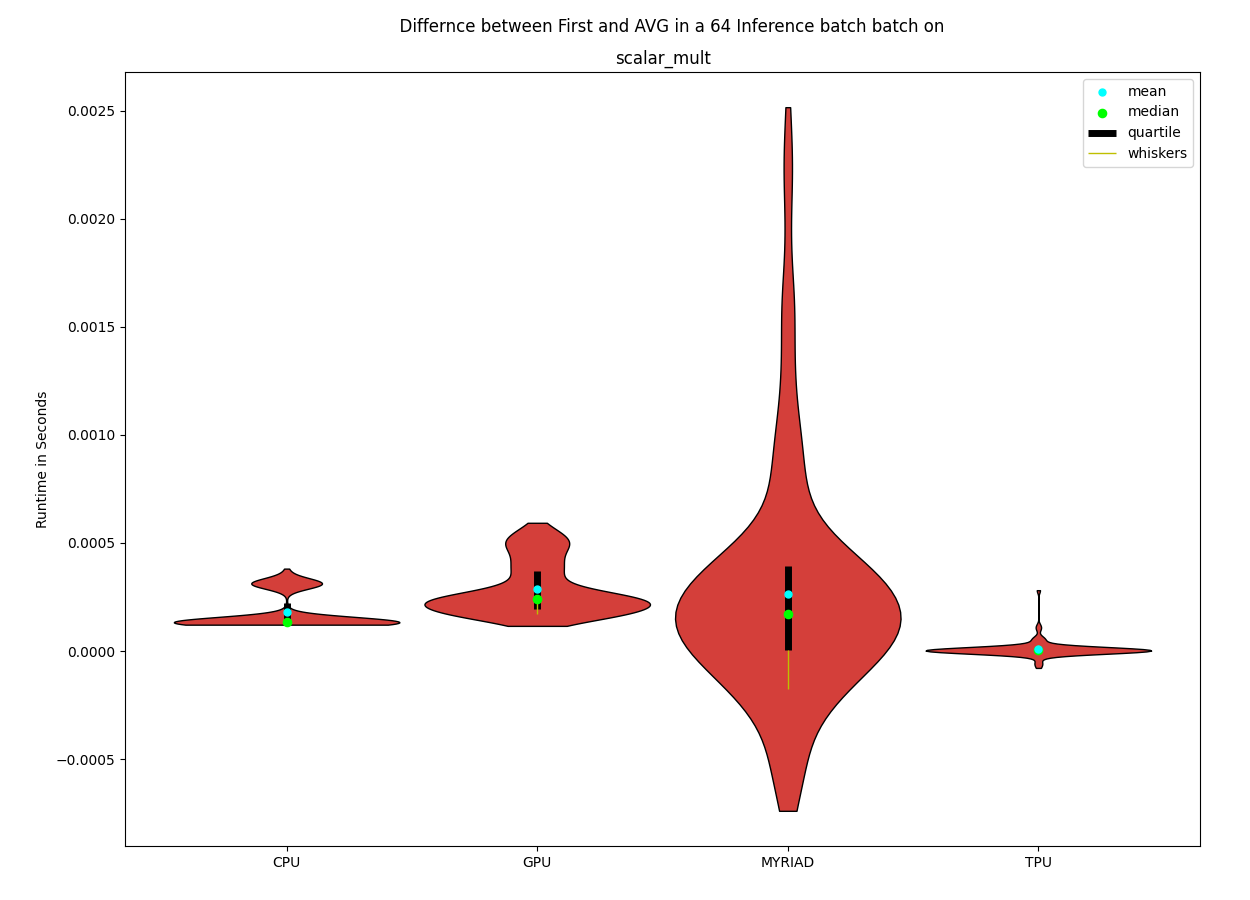 Differnce between First and AVG in a 64 Inference batch batch on
scalar_mult
mean
median
quartile
whiskers
Runtime in Seconds
0.0025
0.0020
0.0015
0.0010
0.0005
0.0000
−0.0005
CPU GPU MYRIAD TPU